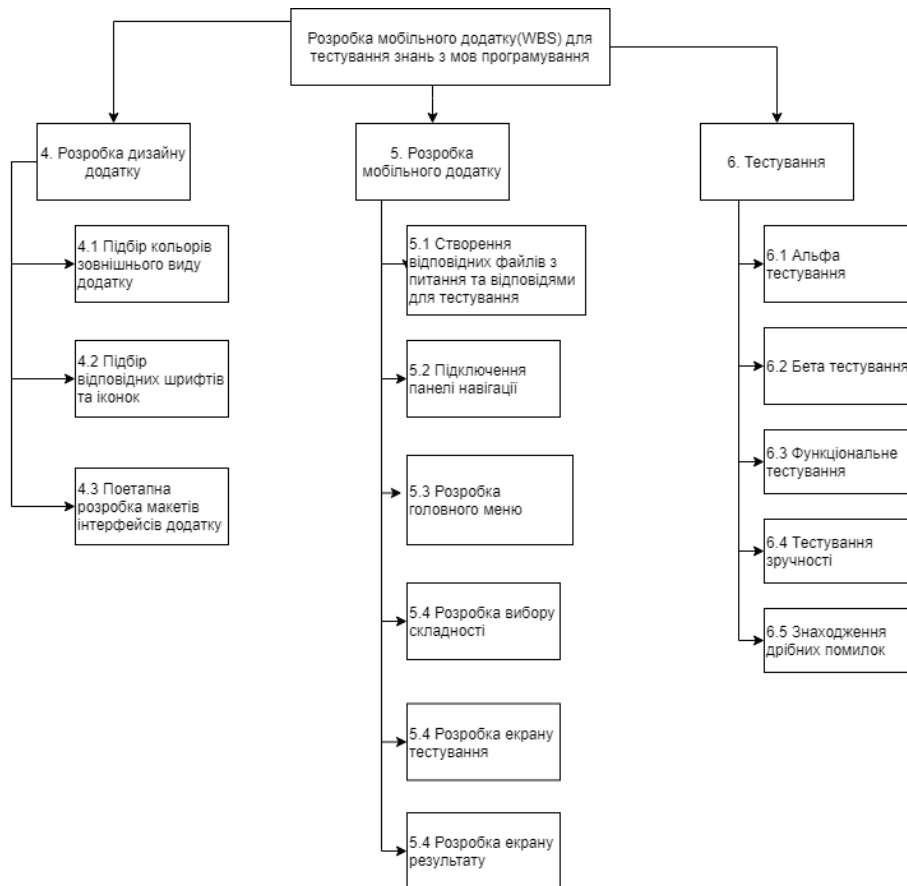 Розробка мобільного додатку(WBS) для
тестування знань з мов програмування
4. Розробка дизайну
додатку
4.1 Підбір кольорів
зовнішнього виду
додатку
4.2 Підбір
відповідних шрифтів
та іконок
4.3 Поетапна
розробка макетів
інтерфейсів додатку
5. Розробка
мобільного додатку
5.1 Створення
відповідних файлів з
питання та відповідями
для тестування
5.2 Підключення
панелі навігації
5.3 Розробка
головного меню
5.4 Розробка вибору
складності
5.4 Розробка екрану
тестування
5.4 Розробка екрану
результату
6. Тестування
6.1 Альфа
тестування
6.2 Бета тестування
6.3 Функціональне
тестування
6.4 Тестування
зручності
6.5 Знаходження
дрібних помилок